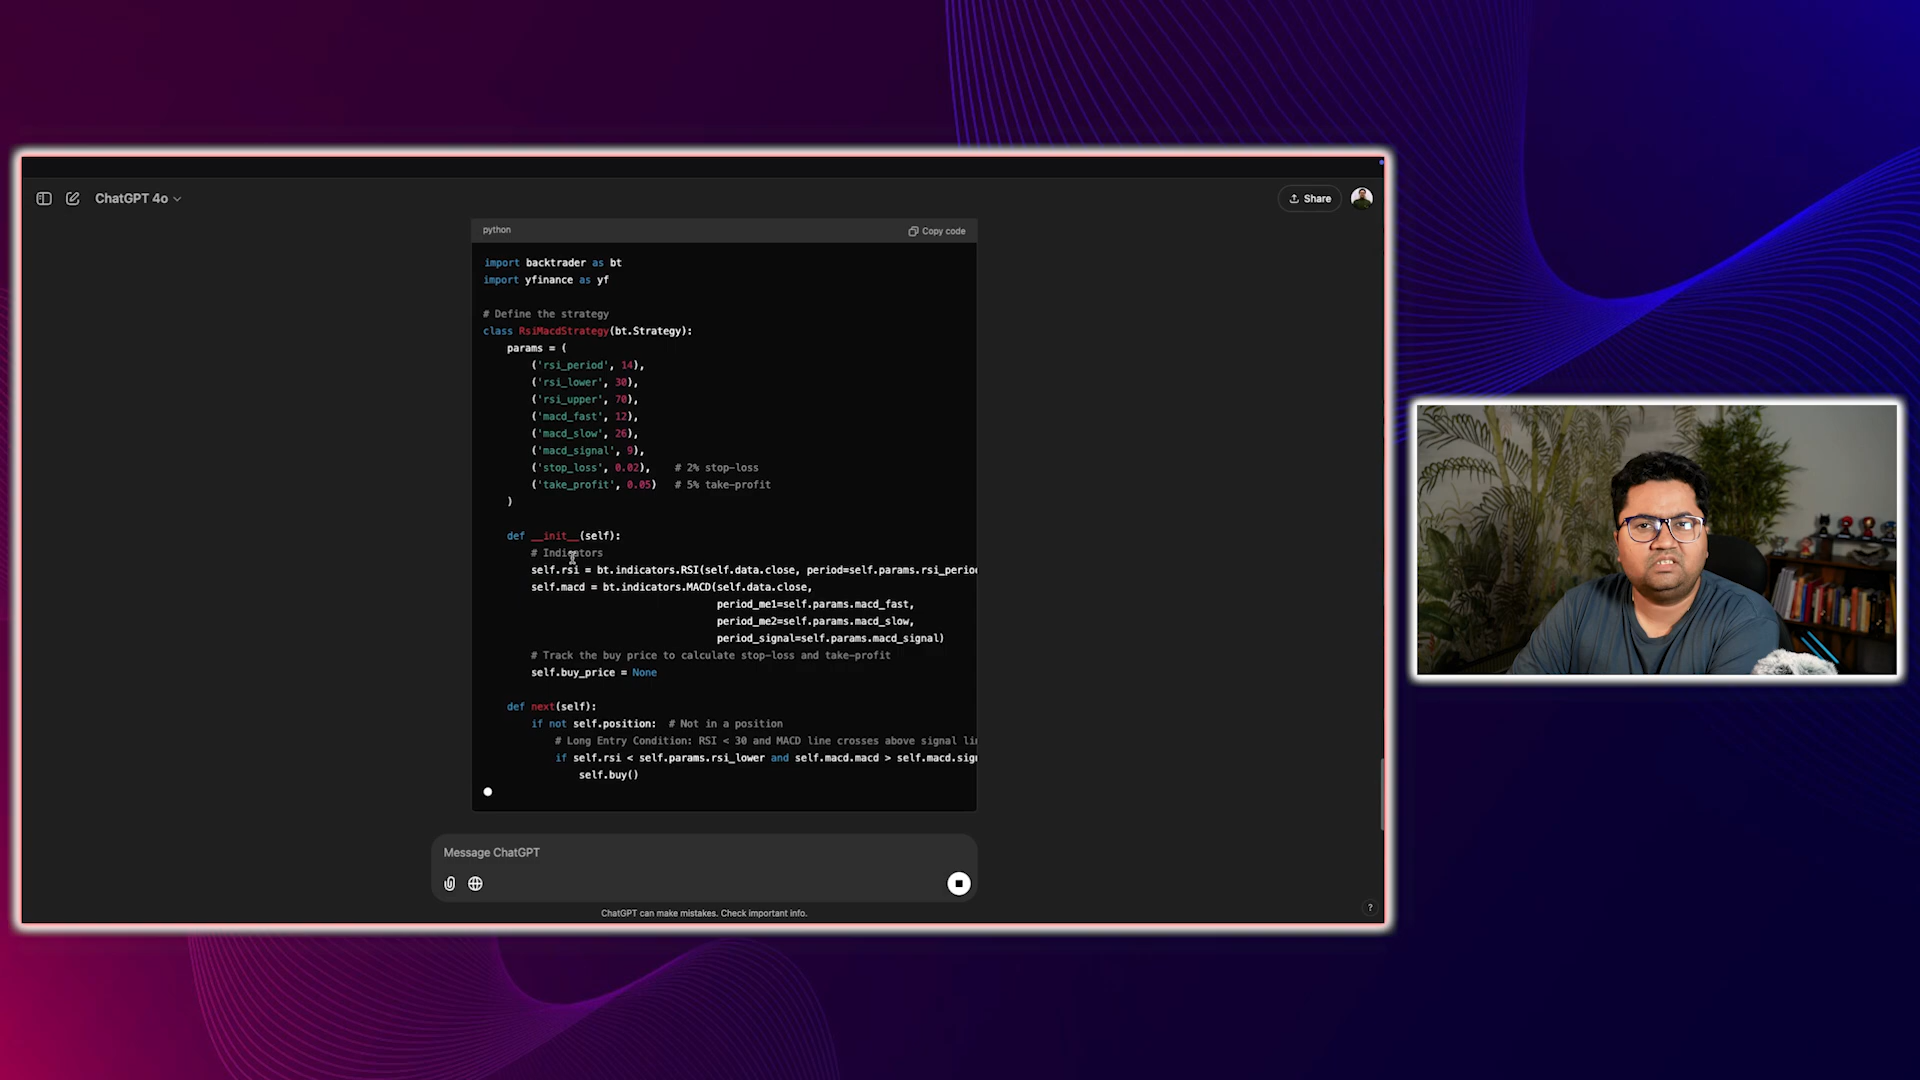 ChatGPT 4o
Share
python
Copy code
import backtrader as bt
import yfinance as yf
# Define the strategy
class RsiMacdStrategy(bt.Strategy):
params = (
('rsi_period', 14),
('rsi_lower', 30),
('rsi_upper', 70),
('macd_fast', 12),
('macd_slow', 26),
('macd_signal', 9),
('stop_loss', 0.02), # 2% stop-loss
('take_profit', 0.05) # 5% take-profit
)
def __init__(self):
# Indicators
self.rsi = bt.indicators.RSI(self.data.close, period=self.params.rsi_perio
self.macd = bt.indicators.MACD(self.data.close,
period_me1=self.params.macd_fast,
period_me2=self.params.macd_slow,
period_signal=self.params.macd_signal)
# Track the buy price to calculate stop-loss and take-profit
self.buy_price = None
def next(self):
if not self.position: # Not in a position
# Long Entry Condition: RSI < 30 and MACD line crosses above signal li
if self.rsi < self.params.rsi_lower and self.macd.macd > self.macd.sig
self.buy()
Message ChatGPT
ChatGPT can make mistakes. Check important info.
?